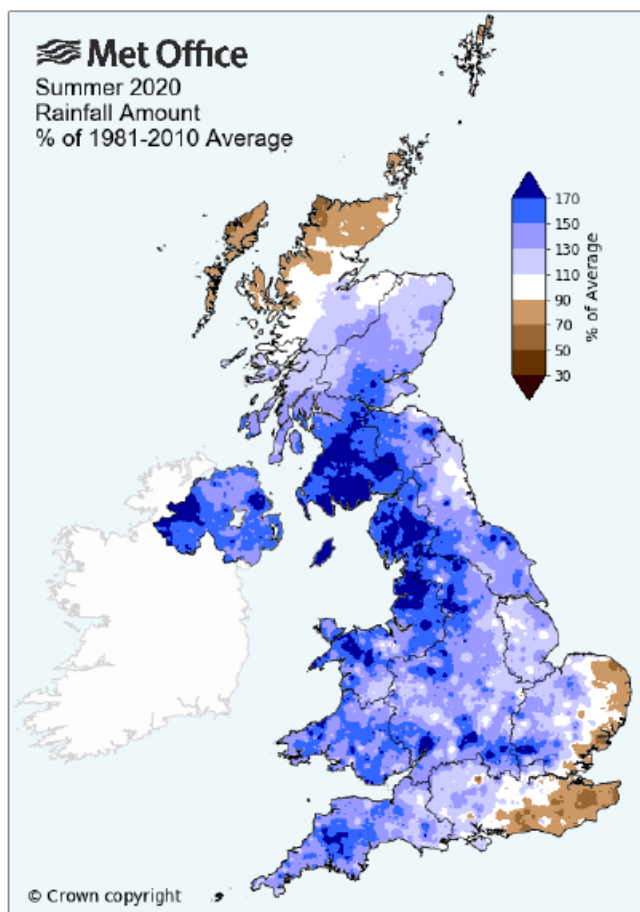 Met Office
Summer 2020
Rainfall Amount
% of 1981-2010 Average
170
150
130
110
90
70
50
30
% of Average
© Crown copyright